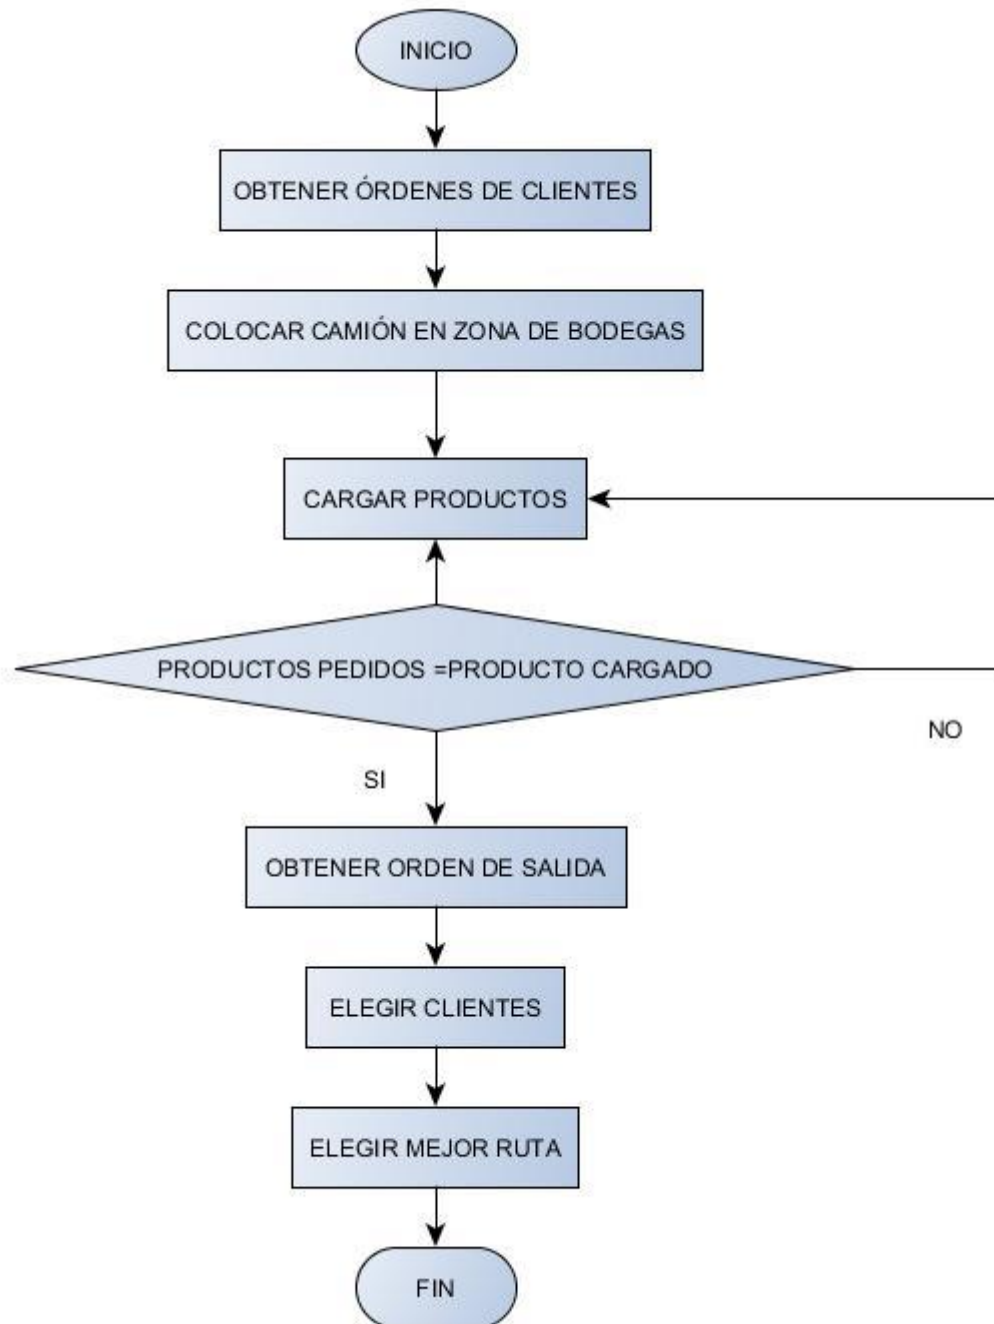 INICIO
OBTENER ÓRDENES DE CLIENTES
COLOCAR CAMIÓN EN ZONA DE BODEGAS
CARGAR PRODUCTOS
PRODUCTOS PEDIDOS =PRODUCTO CARGADO
NO
SI
OBTENER ORDEN DE SALIDA
ELEGIR CLIENTES
ELEGIR MEJOR RUTA
FIN